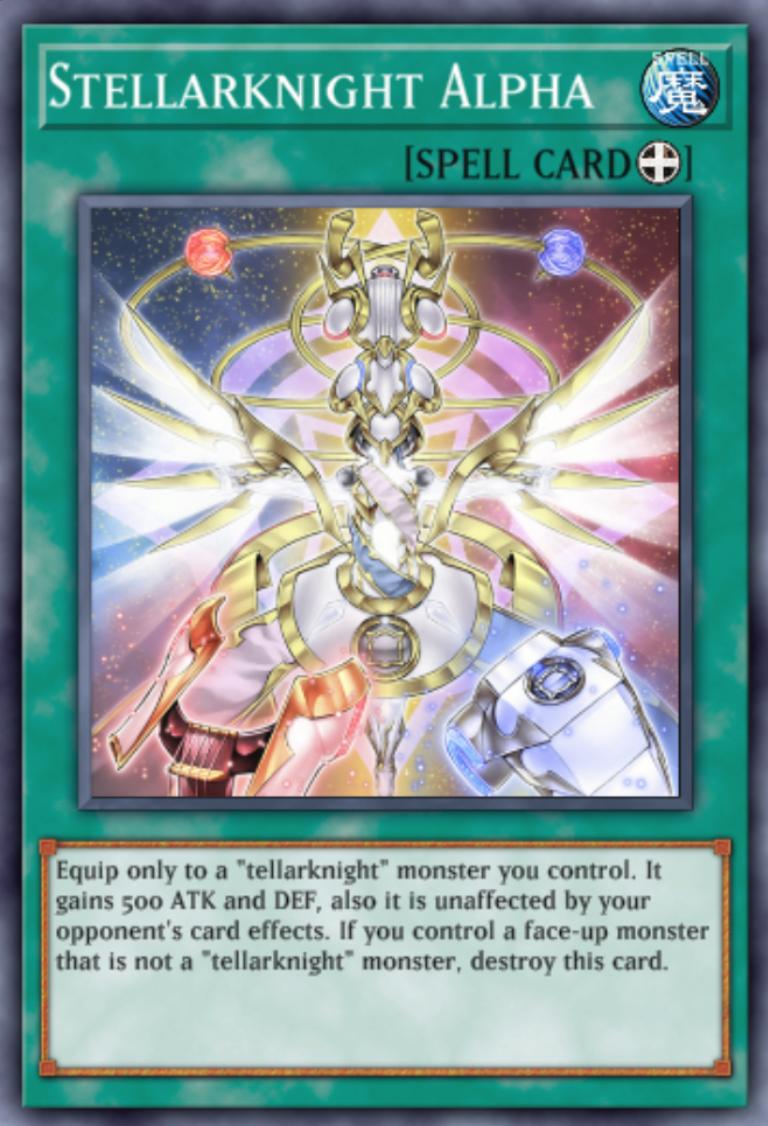 STELLARKNIGHT ALPHA
SPELL
魔
[SPELL CARD]
Equip only to a "tellarknight" monster you control. It
gains 500 ATK and DEF, also it is unaffected by your
opponent's card effects. If you control a face-up monster
that is not a "tellarknight" monster, destroy this card.